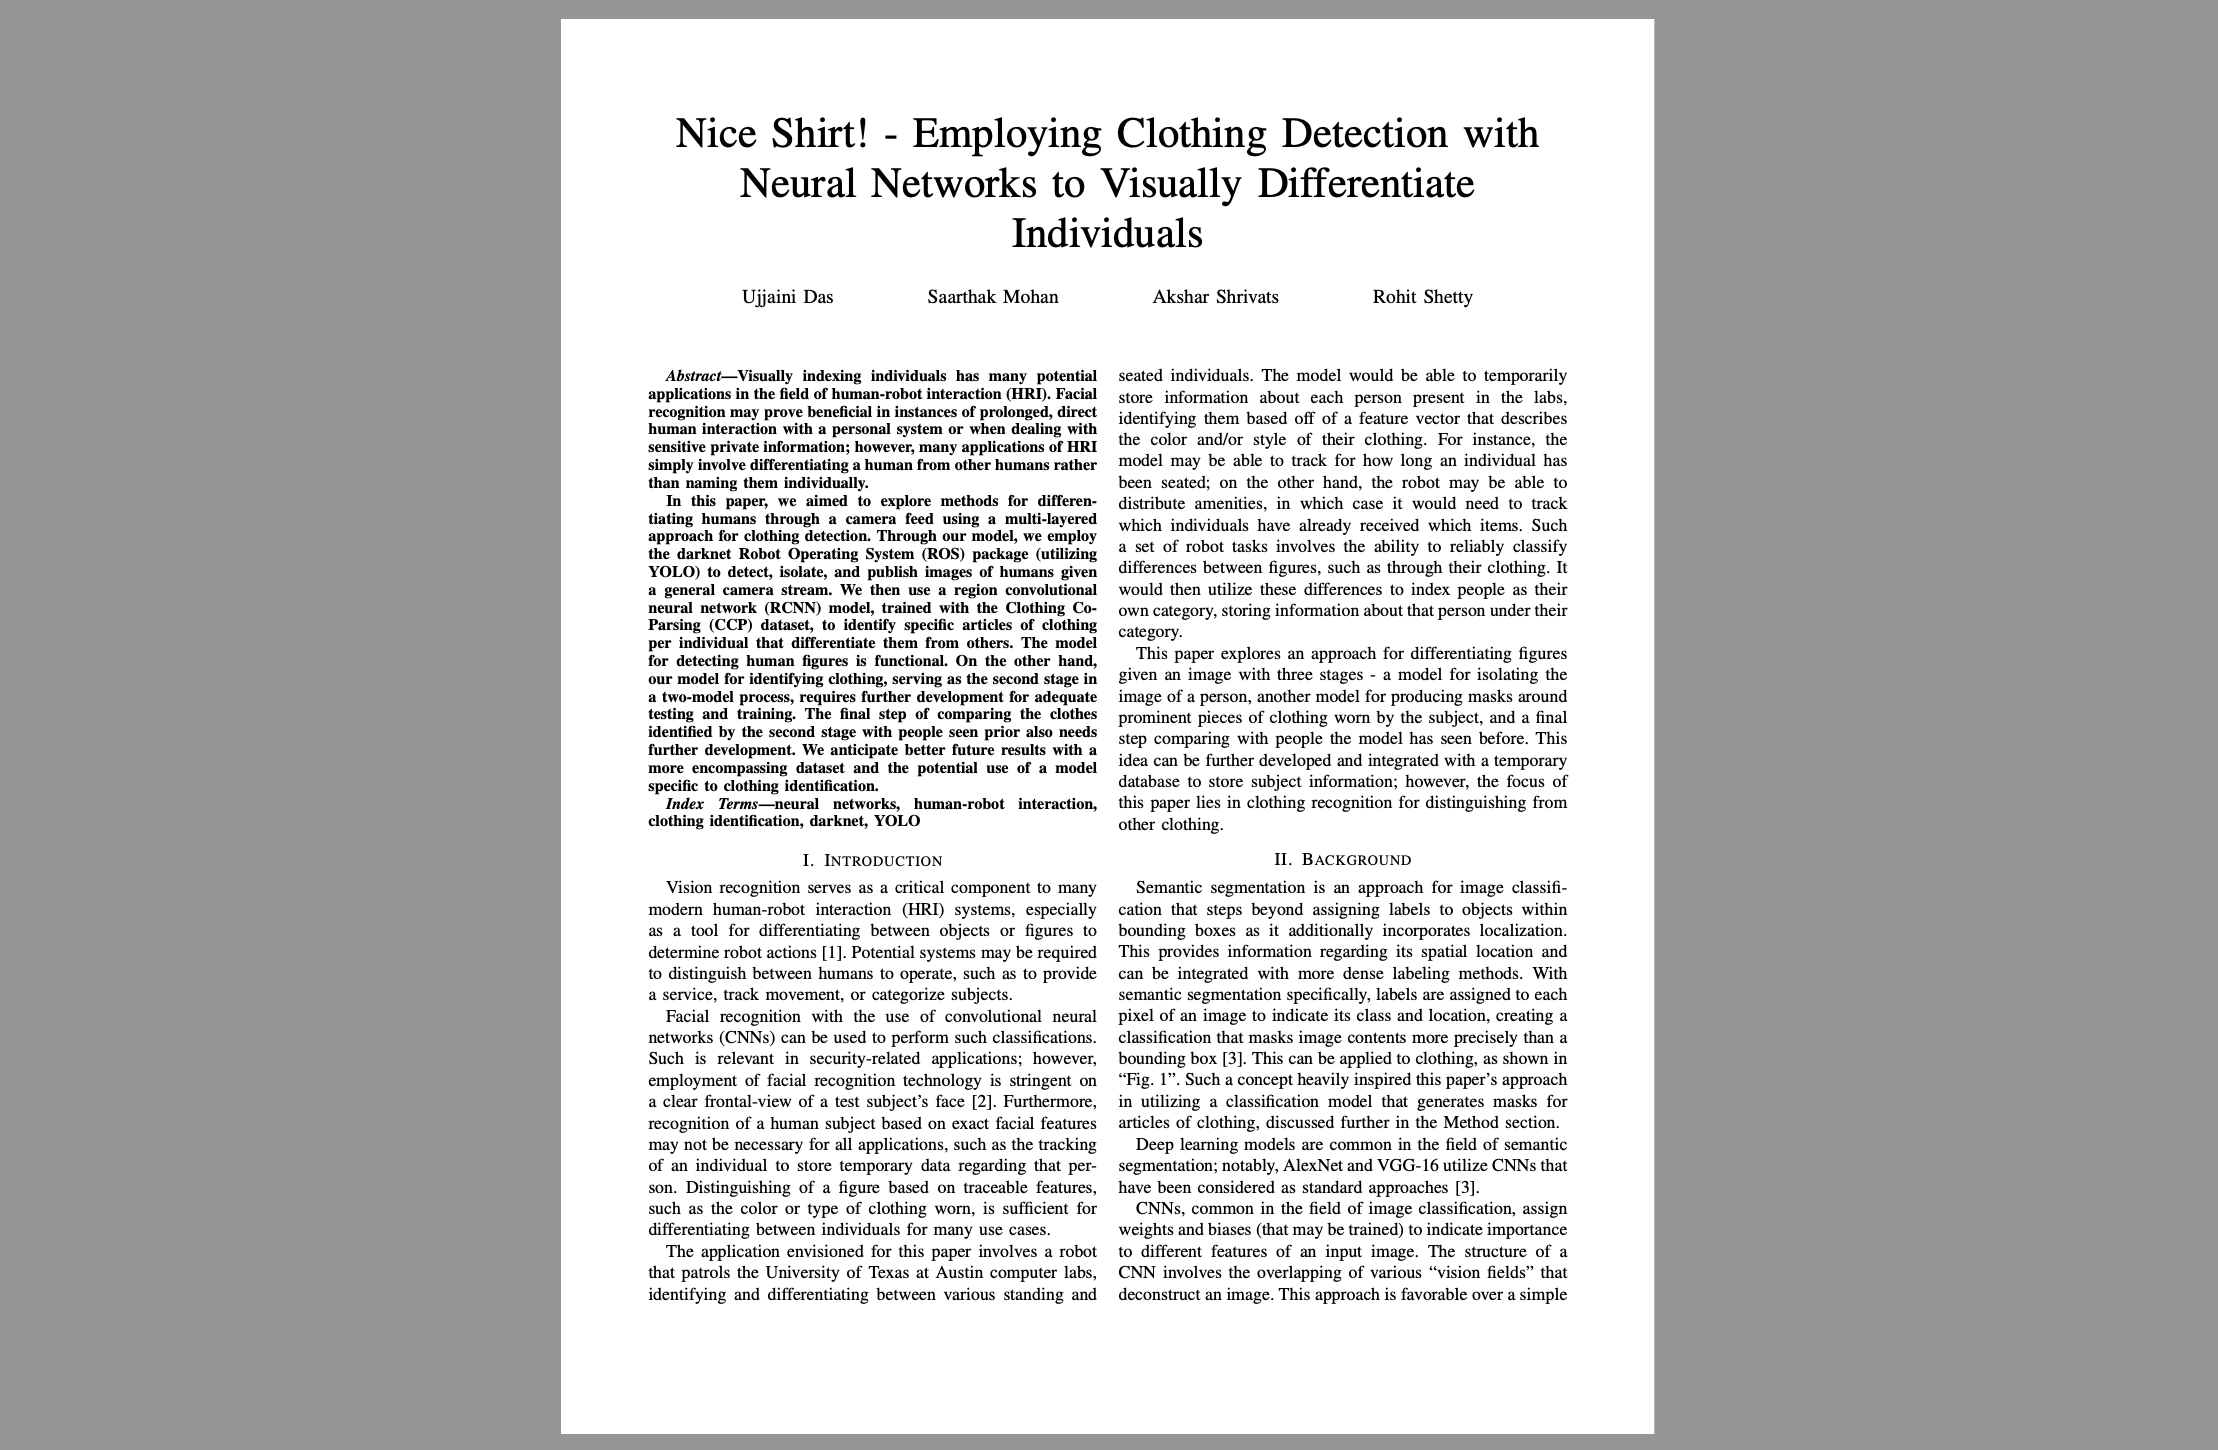 Nice Shirt! - Employing Clothing Detection with
Neural Networks to Visually Differentiate
Individuals
Ujjaini Das Saarthak Mohan Akshar Shrivats Rohit Shetty
Abstract—Visually indexing individuals has many potential
applications in the field of human-robot interaction (HRI). Facial
recognition may prove beneficial in instances of prolonged, direct
human interaction with a personal system or when dealing with
sensitive private information; however, many applications of HRI
simply involve differentiating a human from other humans rather
than naming them individually.
In this paper, we aimed to explore methods for differen-
tiating humans through a camera feed using a multi-layered
approach for clothing detection. Through our model, we employ
the darknet Robot Operating System (ROS) package (utilizing
YOLO) to detect, isolate, and publish images of humans given
a general camera stream. We then use a region convolutional
neural network (RCNN) model, trained with the Clothing Co-
Parsing (CCP) dataset, to identify specific articles of clothing
per individual that differentiate them from others. The model
for detecting human figures is functional. On the other hand,
our model for identifying clothing, serving as the second stage in
a two-model process, requires further development for adequate
testing and training. The final step of comparing the clothes
identified by the second stage with people seen prior also needs
further development. We anticipate better future results with a
more encompassing dataset and the potential use of a model
specific to clothing identification.
Index Terms—neural networks, human-robot interaction,
clothing identification, darknet, YOLO
I. INTRODUCTION
Vision recognition serves as a critical component to many
modern human-robot interaction (HRI) systems, especially
as a tool for differentiating between objects or figures to
determine robot actions [1]. Potential systems may be required
to distinguish between humans to operate, such as to provide
a service, track movement, or categorize subjects.
Facial recognition with the use of convolutional neural
networks (CNNs) can be used to perform such classifications.
Such is relevant in security-related applications; however,
employment of facial recognition technology is stringent on
a clear frontal-view of a test subject's face [2]. Furthermore,
recognition of a human subject based on exact facial features
may not be necessary for all applications, such as the tracking
of an individual to store temporary data regarding that per-
son. Distinguishing of a figure based on traceable features,
such as the color or type of clothing worn, is sufficient for
differentiating between individuals for many use cases.
The application envisioned for this paper involves a robot
that patrols the University of Texas at Austin computer labs,
identifying and differentiating between various standing and
seated individuals. The model would be able to temporarily
store information about each person present in the labs,
identifying them based off of a feature vector that describes
the color and/or style of their clothing. For instance, the
model may be able to track for how long an individual has
been seated; on the other hand, the robot may be able to
distribute amenities, in which case it would need to track
which individuals have already received which items. Such
a set of robot tasks involves the ability to reliably classify
differences between figures, such as through their clothing. It
would then utilize these differences to index people as their
own category, storing information about that person under their
category.
This paper explores an approach for differentiating figures
given an image with three stages - a model for isolating the
image of a person, another model for producing masks around
prominent pieces of clothing worn by the subject, and a final
step comparing with people the model has seen before. This
idea can be further developed and integrated with a temporary
database to store subject information; however, the focus of
this paper lies in clothing recognition for distinguishing from
other clothing.
II. BACKGROUND
Semantic segmentation is an approach for image classifi-
cation that steps beyond assigning labels to objects within
bounding boxes as it additionally incorporates localization.
This provides information regarding its spatial location and
can be integrated with more dense labeling methods. With
semantic segmentation specifically, labels are assigned to each
pixel of an image to indicate its class and location, creating a
classification that masks image contents more precisely than a
bounding box [3]. This can be applied to clothing, as shown in
“Fig. 1”. Such a concept heavily inspired this paper's approach
in utilizing a classification model that generates masks for
articles of clothing, discussed further in the Method section.
Deep learning models are common in the field of semantic
segmentation; notably, AlexNet and VGG-16 utilize CNNs that
have been considered as standard approaches [3].
CNNs, common in the field of image classification, assign
weights and biases (that may be trained) to indicate importance
to different features of an input image. The structure of a
CNN involves the overlapping of various “vision fields” that
deconstruct an image. This approach is favorable over a simple